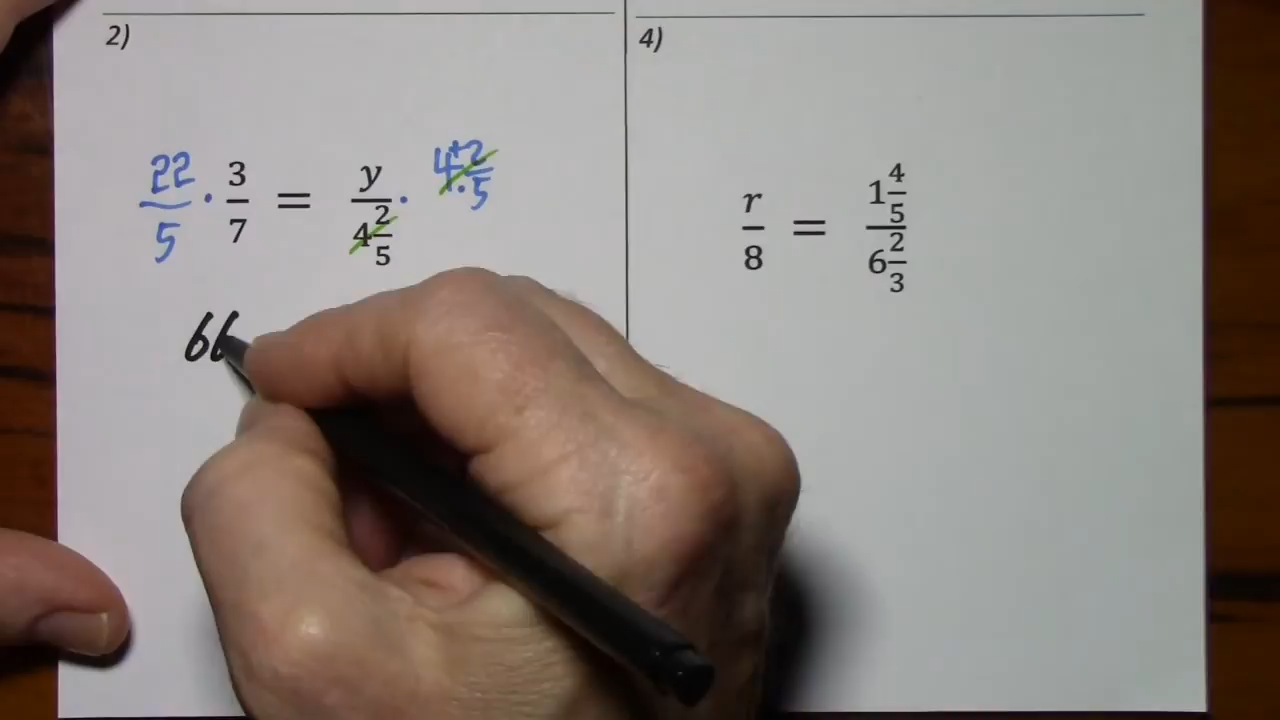 2)
22/5 · 3/7 = y/4 2/5 · 4+2/1·5
66
4)
r/8 = 1 4/5 / 6 2/3